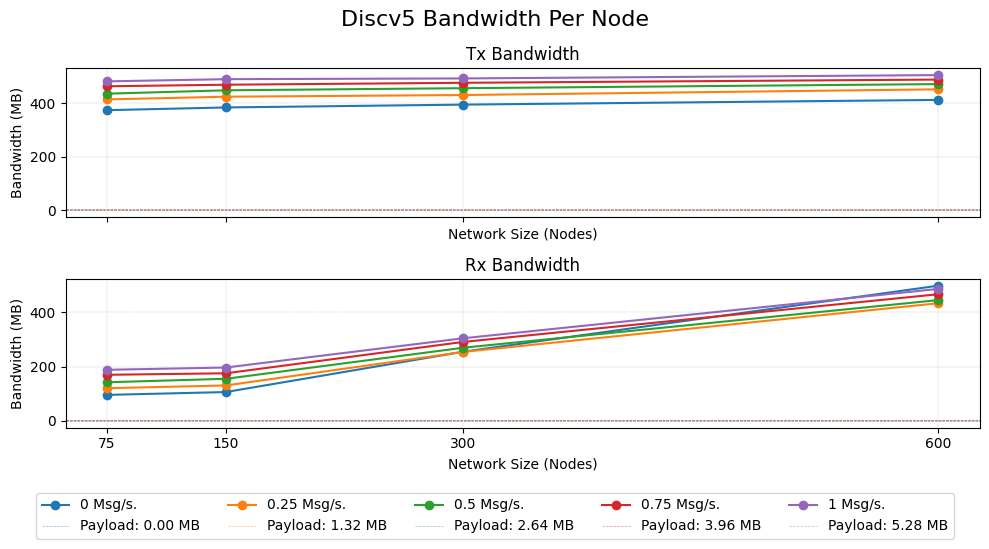 Discv5 Bandwidth Per Node
Tx Bandwidth
400
200
0
Bandwidth (MB)
Network Size (Nodes)
Rx Bandwidth
400
200
0
Bandwidth (MB)
75 150 300 600
Network Size (Nodes)
0 Msg/s. 0.25 Msg/s. 0.5 Msg/s. 0.75 Msg/s. 1 Msg/s.
Payload: 0.00 MB Payload: 1.32 MB Payload: 2.64 MB Payload: 3.96 MB Payload: 5.28 MB